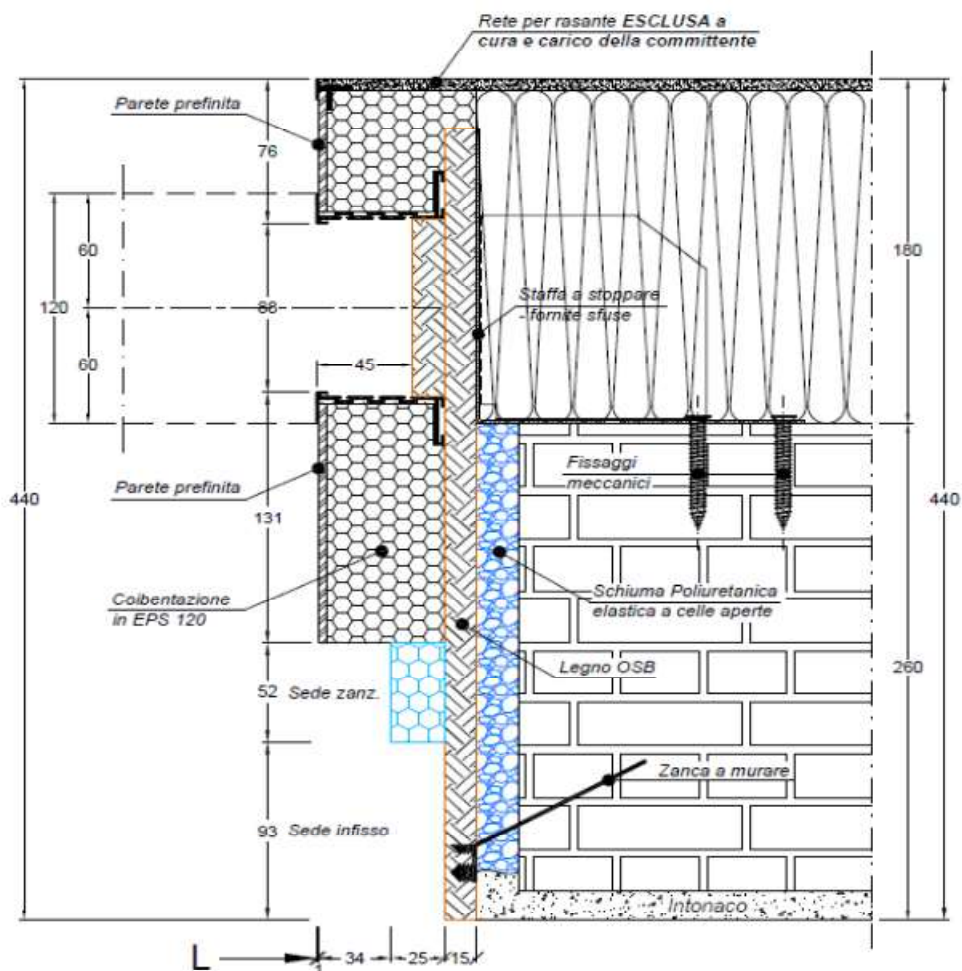 Rete per rasante ESCLUSA a
cura e carico della committente
Parete prefinita
76
60
88
180
120
Staffa a stoppare
- fornite sfuse
60
45
440
Parete prefinita
131
Fissaggi
meccanici
440
Coibentazione
in EPS 120
Schiuma Poliuretanica
elastica a celle aperte
52
Sede zanz.
Legno OSB
260
Zanca a murare
93
Sede infisso
Intonaco
L
1
34
25
15